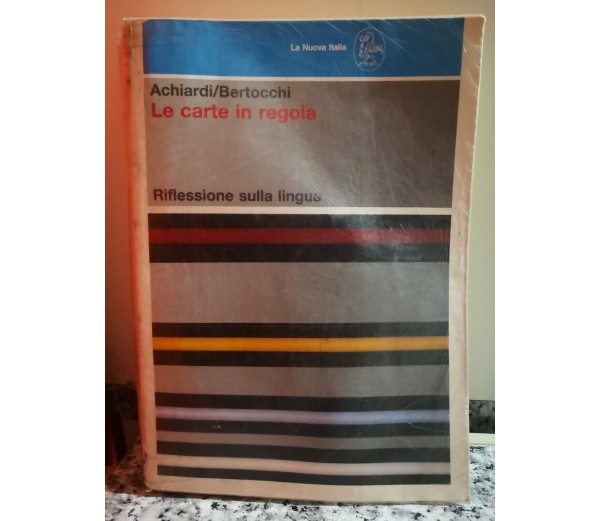 La Nuova Italia
Achiardi/Bertocchi
Le carte in regola
Riflessione sulla lingua